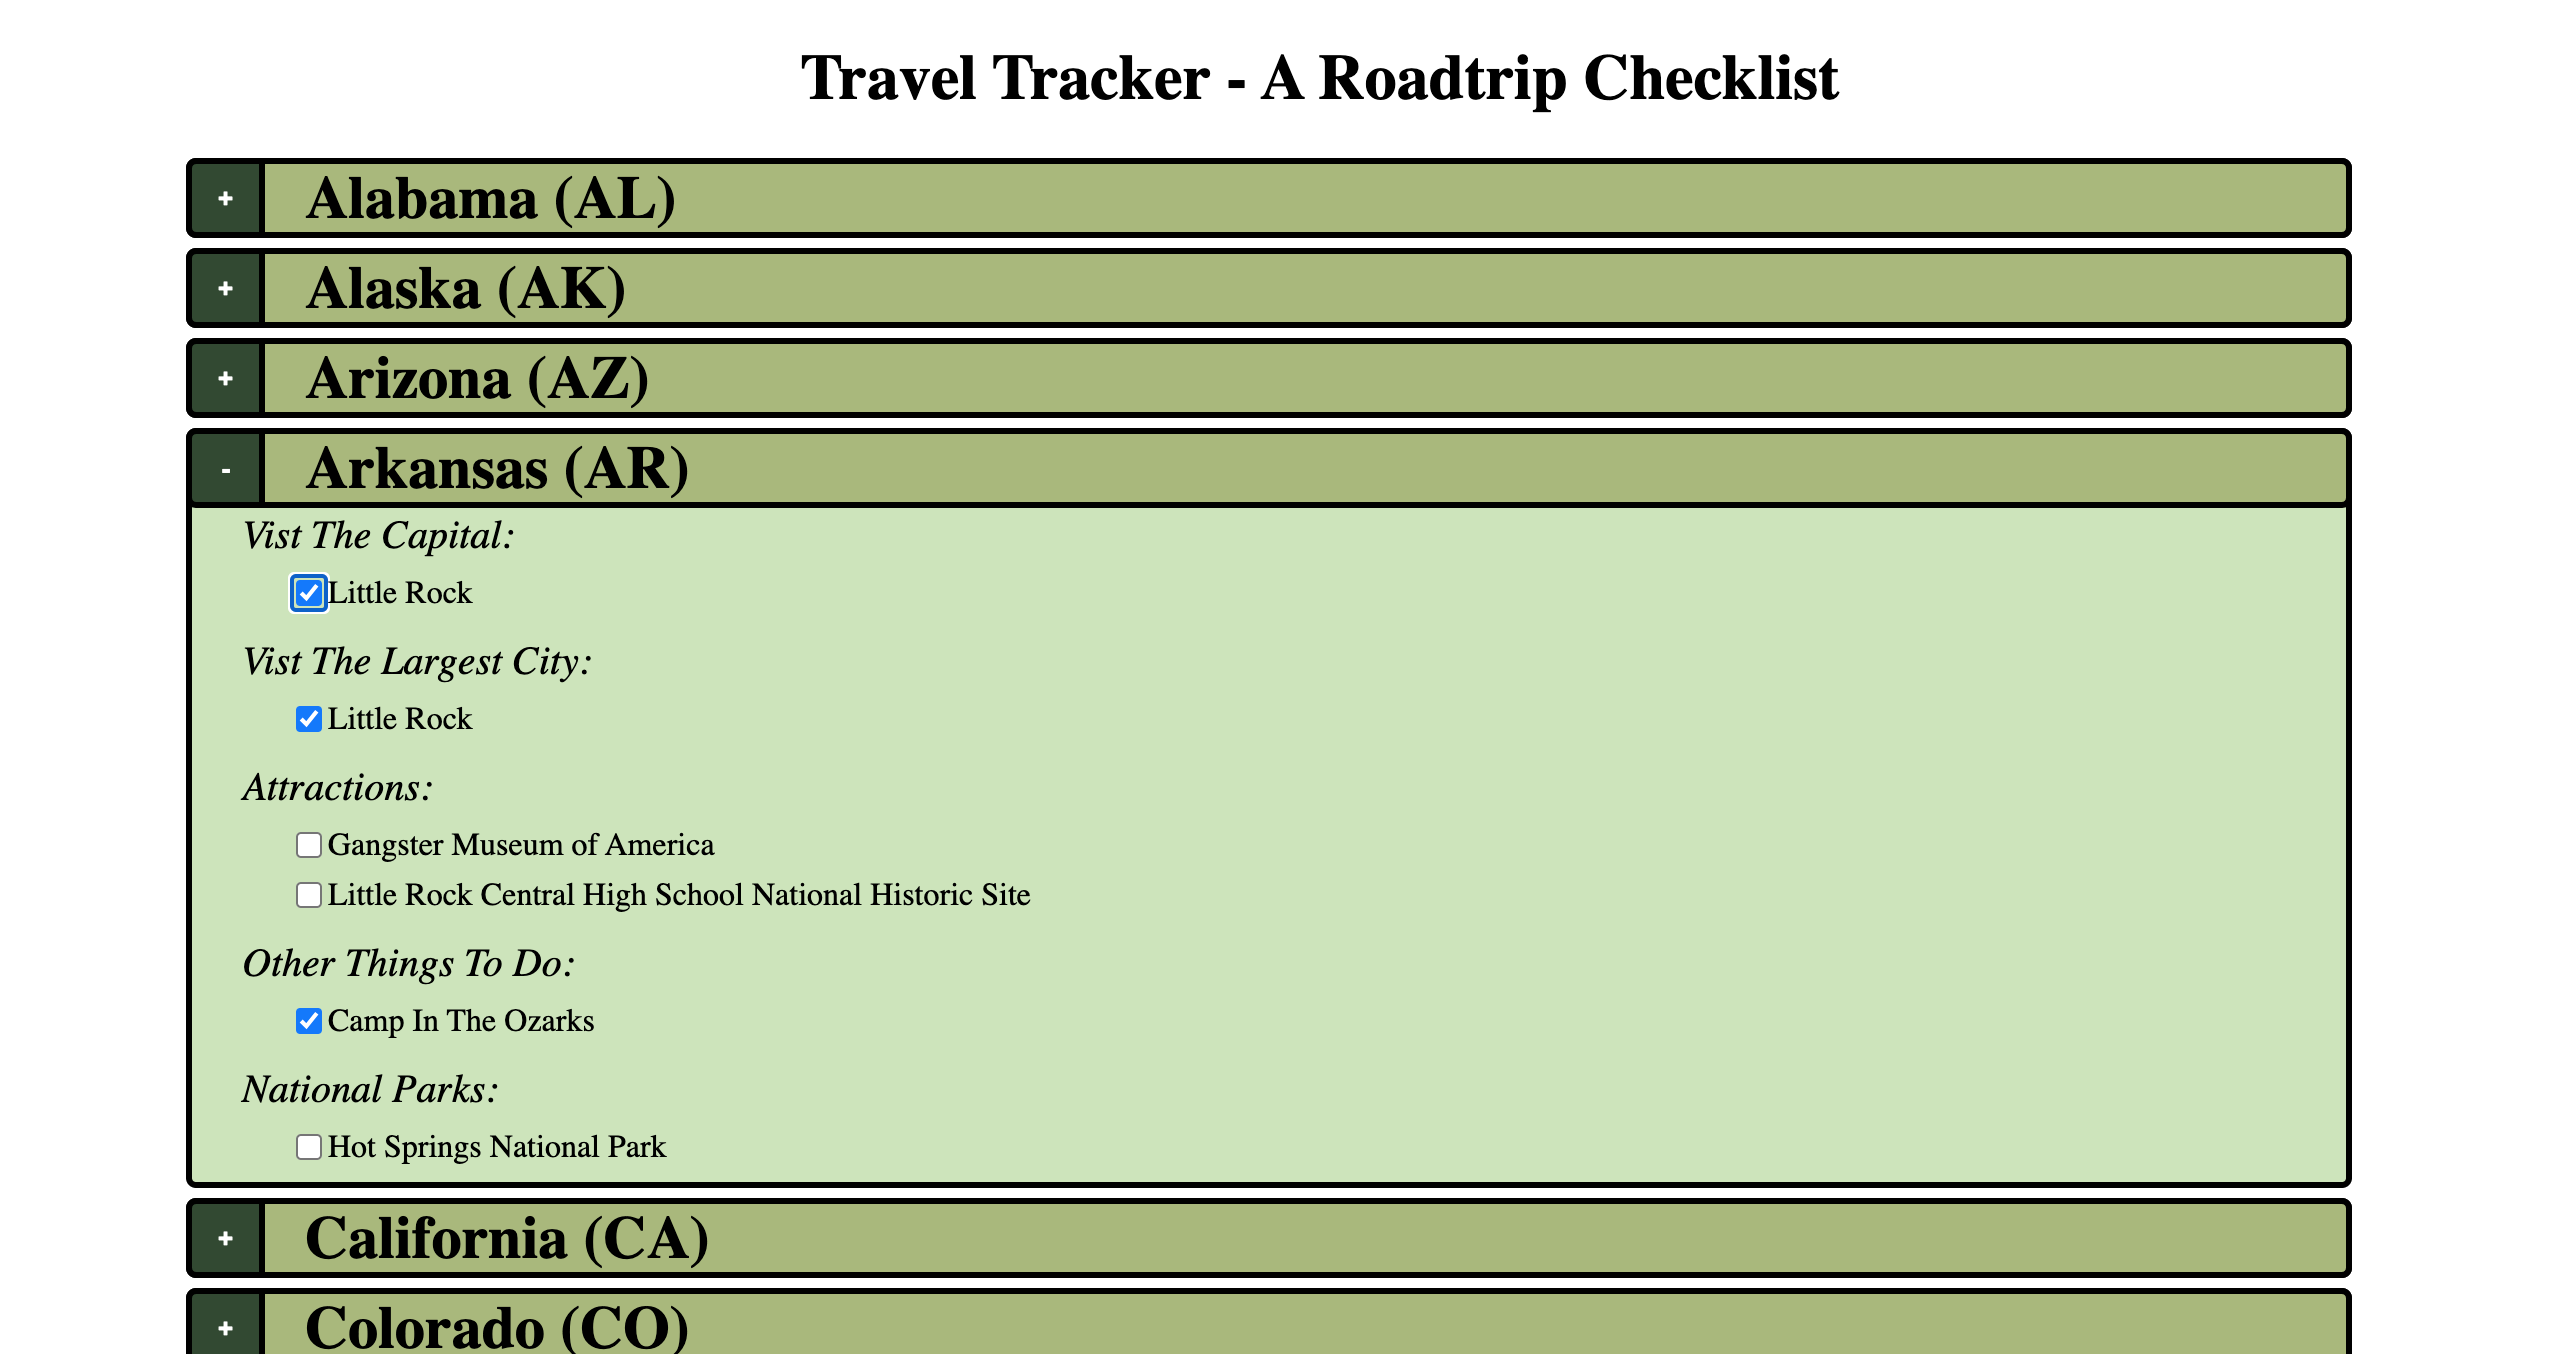 Travel Tracker - A Roadtrip Checklist
+ Alabama (AL)
+ Alaska (AK)
+ Arizona (AZ)
- Arkansas (AR)
Vist The Capital:
Little Rock
Vist The Largest City:
Little Rock
Attractions:
Gangster Museum of America
Little Rock Central High School National Historic Site
Other Things To Do:
Camp In The Ozarks
National Parks:
Hot Springs National Park
+ California (CA)
+ Colorado (CO)